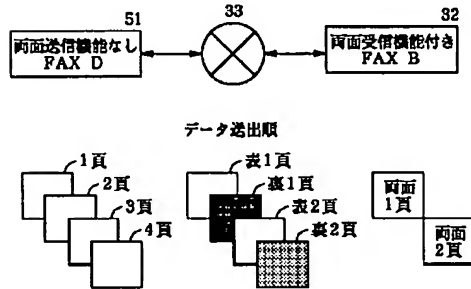 51
33
32
両面送信機能なし
FAX D
両面受信機能付き
FAX B
データ送出順
1頁
2頁
3頁
4頁
表1頁
裏1頁
表2頁
裏2頁
両面
1頁
両面
2頁